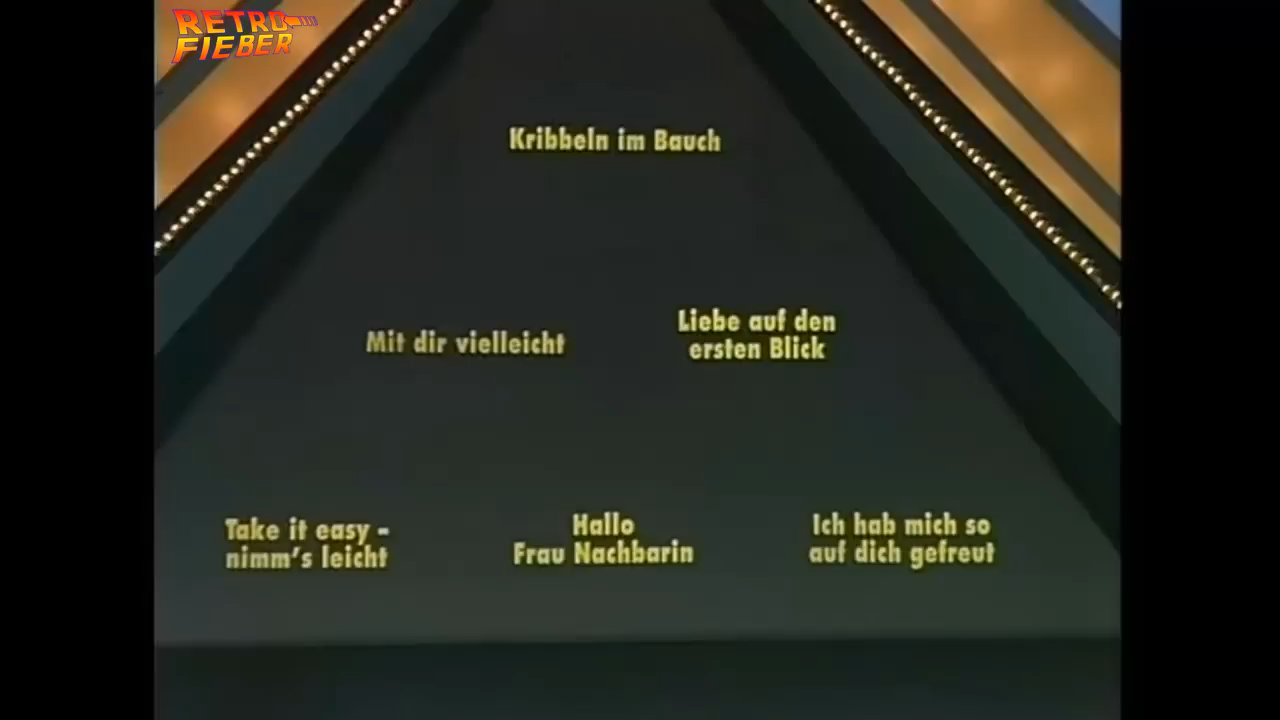 RETRO
FIEBER
Kribbeln im Bauch
Mit dir vielleicht
Liebe auf den
ersten Blick
Take it easy -
nimm's leicht
Hallo
Frau Nachbarin
Ich hab mich so
auf dich gefreut